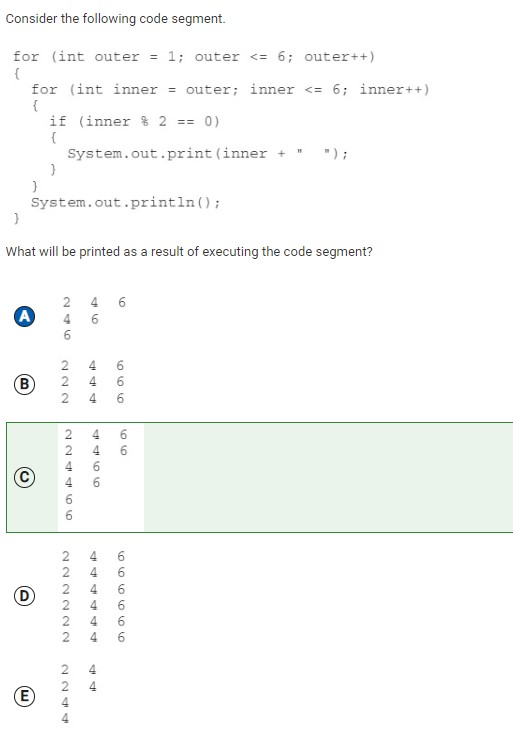 Consider the following code segment.
for (int outer = 1; outer <= 6; outer++)
{
for (int inner = outer; inner <= 6; inner++)
{
if (inner % 2 == 0)
{
System.out.print(inner + "  ");
}
}
System.out.println();
}
What will be printed as a result of executing the code segment?
A
2 4 6
4 6
6
B
2 4 6
2 4 6
2 4 6
C
2 4 6
2 4 6
4 6
4 6
6
6
D
2 4 6
2 4 6
2 4 6
2 4 6
2 4 6
2 4 6
E
2 4
2 4
4
4